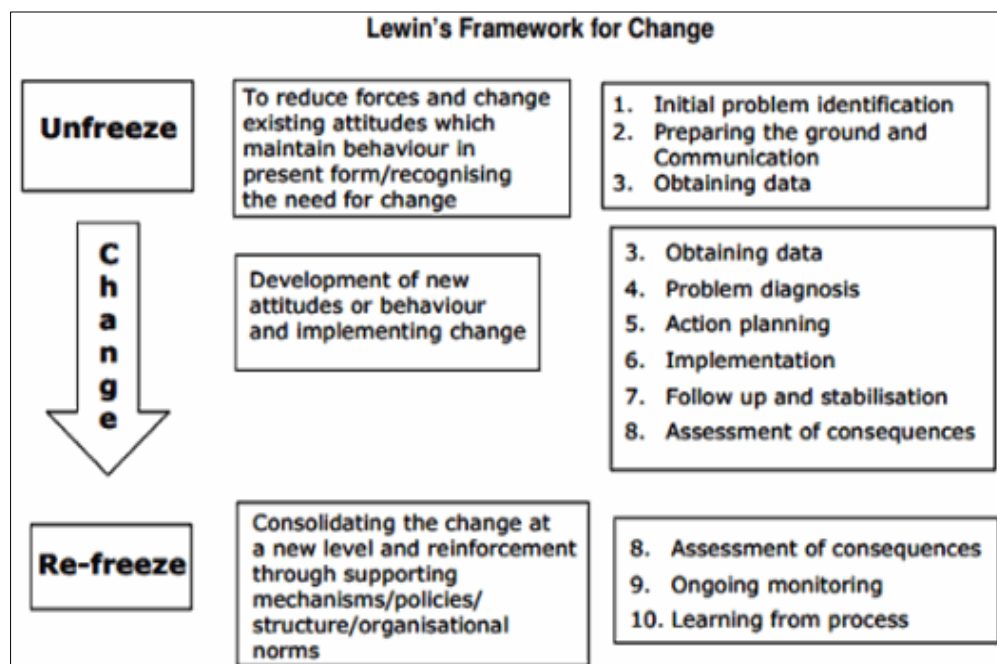 Lewin's Framework for Change
Unfreeze
To reduce forces and change
existing attitudes which
maintain behaviour in
present form/recognising
the need for change
1. Initial problem identification
2. Preparing the ground and
Communication
3. Obtaining data
Change
Development of new
attitudes or behaviour
and implementing change
3. Obtaining data
4. Problem diagnosis
5. Action planning
6. Implementation
7. Follow up and stabilisation
8. Assessment of consequences
Re-freeze
Consolidating the change at
a new level and reinforcement
through supporting
mechanisms/policies/
structure/organisational
norms
8. Assessment of consequences
9. Ongoing monitoring
10. Learning from process